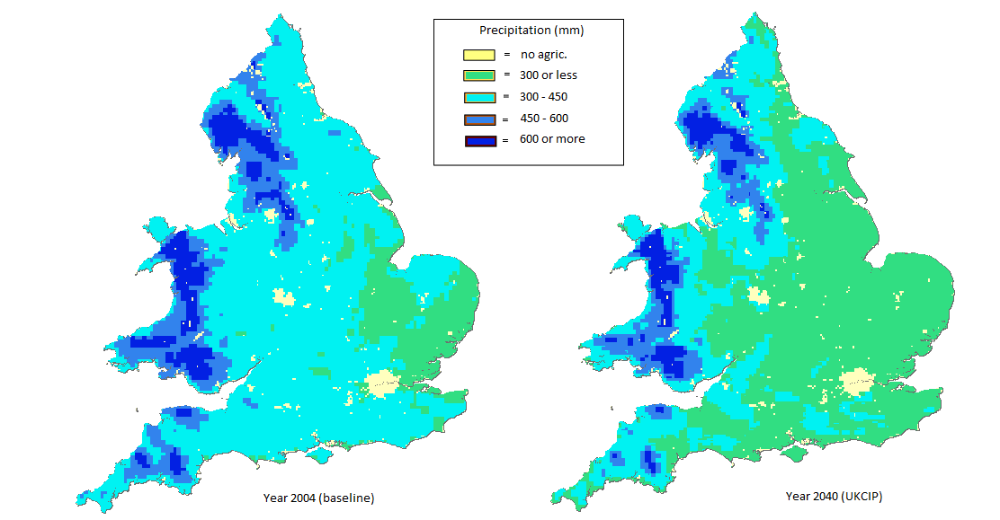 Precipitation (mm)
= no agric.
= 300 or less
= 300 - 450
= 450 - 600
= 600 or more
Year 2004 (baseline)
Year 2040 (UKCIP)